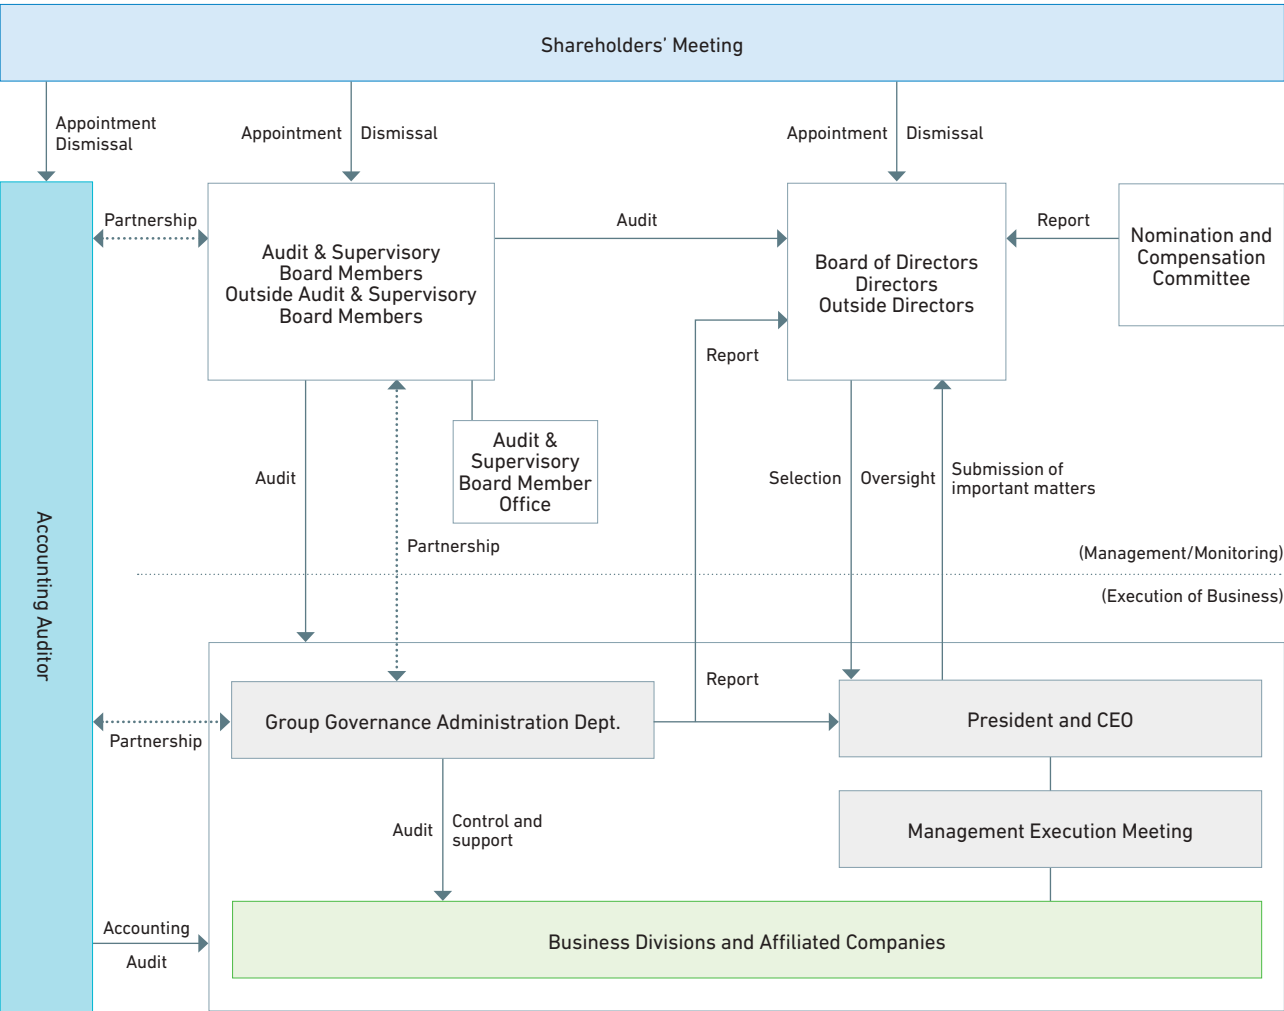 Shareholders’ Meeting
Appointment
Dismissal
Appointment
Dismissal
Appointment
Dismissal
Partnership
Audit & Supervisory
Board Members
Outside Audit & Supervisory
Board Members
Audit
Board of Directors
Directors
Outside Directors
Report
Nomination and
Compensation
Committee
Report
Audit
Audit &
Supervisory
Board Member
Office
Selection
Oversight
Submission of
important matters
Partnership
(Management/Monitoring)
(Execution of Business)
Accounting Auditor
Partnership
Group Governance Administration Dept.
Report
President and CEO
Audit
Control and
support
Management Execution Meeting
Accounting
Audit
Business Divisions and Affiliated Companies